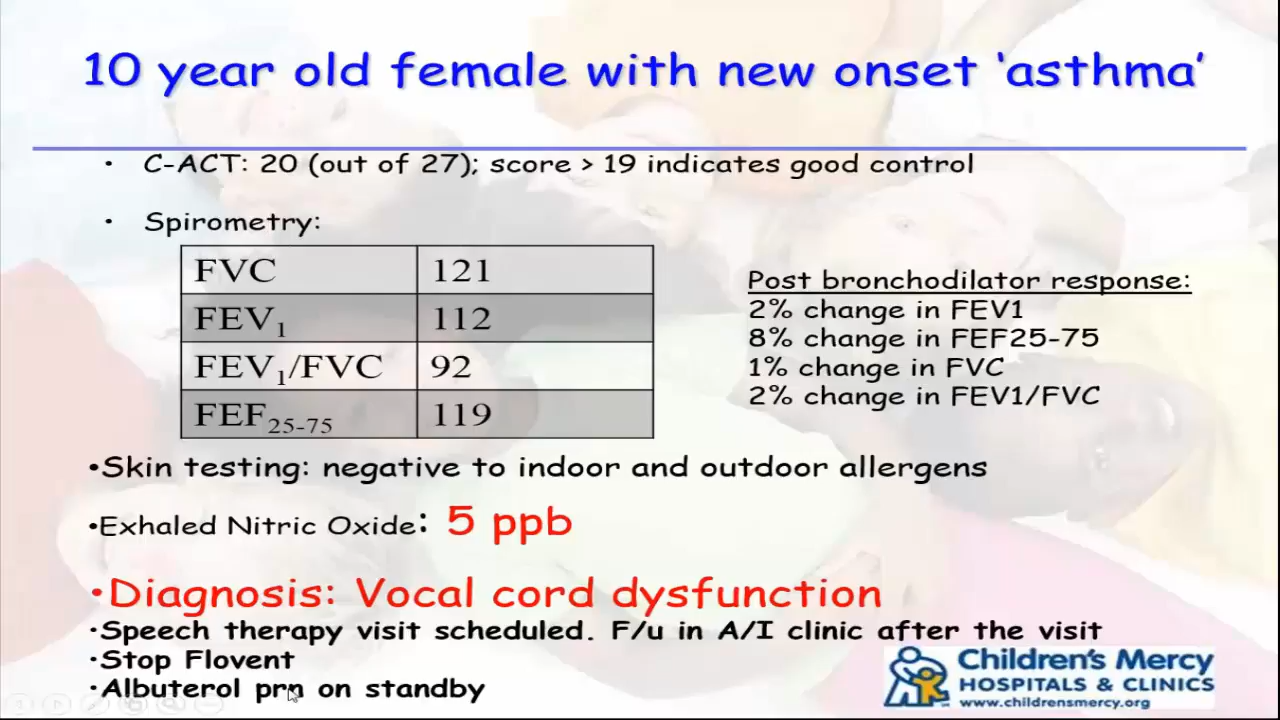 10 year old female with new onset ‘asthma’
• C-ACT: 20 (out of 27); score > 19 indicates good control
• Spirometry:
FVC 121
FEV1 112
FEV1/FVC 92
FEF25-75 119
Post bronchodilator response:
2% change in FEV1
8% change in FEF25-75
1% change in FVC
2% change in FEV1/FVC
•Skin testing: negative to indoor and outdoor allergens
•Exhaled Nitric Oxide: 5 ppb
•Diagnosis: Vocal cord dysfunction
•Speech therapy visit scheduled. F/u in A/I clinic after the visit
•Stop Flovent
•Albuterol prn on standby
Children's Mercy
HOSPITALS & CLINICS
www.childrensmercy.org